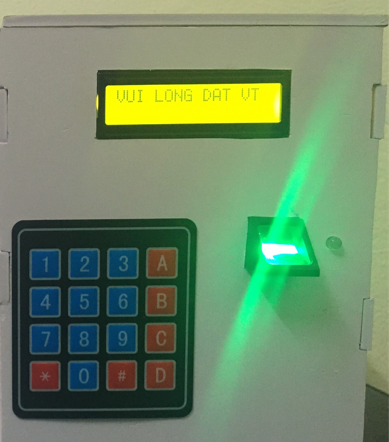 VUI LONG DAT VT
1 2 3 A
4 5 6 B
7 8 9 C
* 0 # D